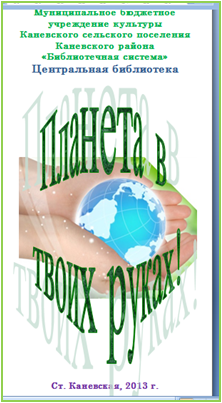 Муниципальное бюджетное
учреждение культуры
Каневского сельского поселения
Каневского района
«Библиотечная система»
Центральная библиотека
Планета в
твоих руках!
Ст. Каневская, 2013 г.